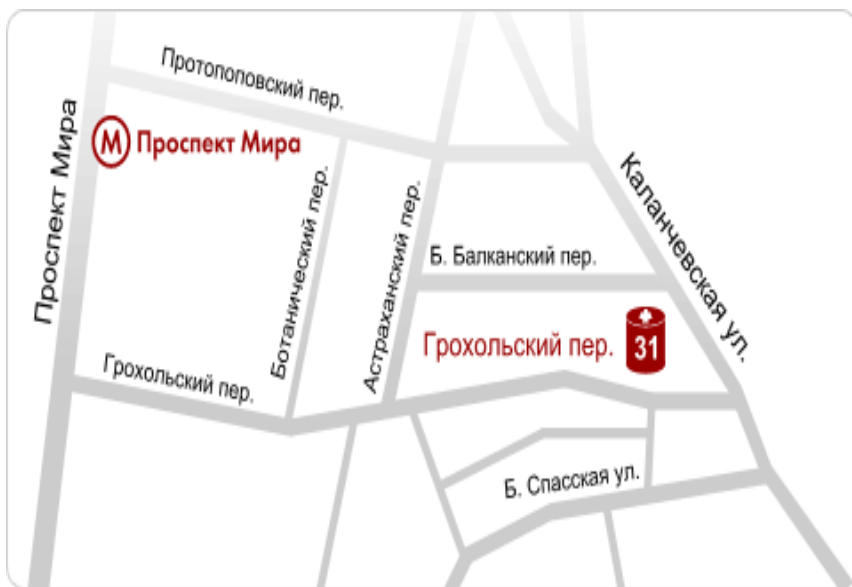 Протопоповский пер.
М Проспект Мира
Проспект Мира
Каланчевская ул.
Ботанический пер.
Астраханский пер.
Б. Балканский пер.
Грохольский пер. 31
Грохольский пер.
Б. Спасская ул.